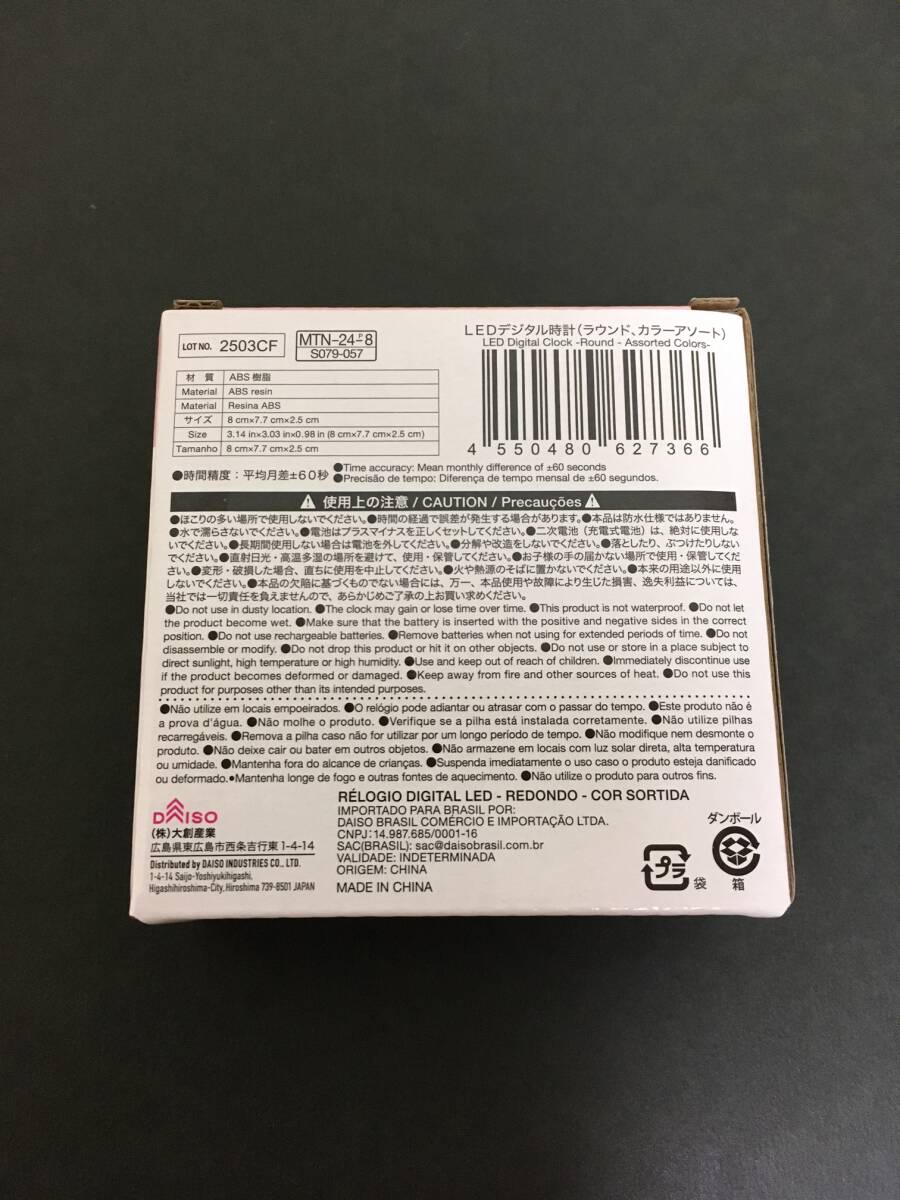 LOT NO. 2503CF
MTN-24-P8
S079-057
LEDデジタル時計(ラウンド、カラーアソート)
LED Digital Clock -Round - Assorted Colors-
4 550480 627366
材 質 ABS樹脂
Material ABS resin
Material Resina ABS
サイズ 8 cm×7.7 cm×2.5 cm
Size 3.14 in×3.03 in×0.98 in (8 cm×7.7 cm×2.5 cm)
Tamanho 8 cm×7.7 cm×2.5 cm
●時間精度:平均月差±60秒
●Time accuracy: Mean monthly difference of ±60 seconds
●Precisão de tempo: Diferença de tempo mensal de ±60 segundos.
使用上の注意 / CAUTION / Precauções
●ほこりの多い場所で使用しないでください。●時間の経過で誤差が発生する場合があります。●本品は防水仕様ではありません。
●水で濡らさないでください。●電池はプラスマイナスを正しくセットしてください。●二次電池(充電式電池)は、絶対に使用しな
いでください。●長期間使用しない場合は電池を外してください。●分解や改造をしないでください。●落としたり、ぶつけたりしない
でください。●直射日光・高温多湿の場所を避けて、使用・保管してください。●お子様の手の届かない場所で使用・保管してくだ
さい。●変形・破損した場合、直ちに使用を中止してください。●火や熱源のそばに置かないでください。●本来の用途以外に使用
しないでください。●本品の欠陥に基づくものでない場合には、万一、本品使用や故障により生じた損害、逸失利益については、
当社では一切責任を負えませんので、あらかじめご了承の上お買い求めください。
●Do not use in dusty location. ●The clock may gain or lose time over time. ●This product is not waterproof. ●Do not let
the product become wet. ●Make sure that the battery is inserted with the positive and negative sides in the correct
position. ●Do not use rechargeable batteries. ●Remove batteries when not using for extended periods of time. ●Do not
disassemble or modify. ●Do not drop this product or hit it on other objects. ●Do not use or store in a place subject to
direct sunlight, high temperature or high humidity. ●Use and keep out of reach of children. ●Immediately discontinue use
if the product becomes deformed or damaged. ●Keep away from fire and other sources of heat. ●Do not use this
product for purposes other than its intended purposes.
●Não utilize em locais empoeirados. ●O relógio pode adiantar ou atrasar com o passar do tempo. ●Este produto não é
a prova d'água. ●Não molhe o produto. ●Verifique se a pilha está instalada corretamente. ●Não utilize pilhas
recarregáveis. ●Remova a pilha caso não for utilizar por um longo período de tempo. ●Não modifique nem desmonte o
produto. ●Não deixe cair ou bater em outros objetos. ●Não armazene em locais com luz solar direta, alta temperatura
ou umidade. ●Mantenha fora do alcance de crianças. ●Suspenda imediatamente o uso caso o produto esteja danificado
ou deformado.●Mantenha longe de fogo e outras fontes de aquecimento. ●Não utilize o produto para outros fins.
DAISO
(株)大創産業
広島県東広島市西条吉行東1-4-14
Distributed by DAISO INDUSTRIES CO., LTD.
1-4-14 Saijo-Yoshiyukihigashi,
Higashihiroshima-City, Hiroshima 739-8501 JAPAN
RÉLOGIO DIGITAL LED - REDONDO - COR SORTIDA
IMPORTADO PARA BRASIL POR:
DAISO BRASIL COMÉRCIO E IMPORTAÇÃO LTDA.
CNPJ:14.987.685/0001-16
SAC(BRASIL): sac@daisobrasil.com.br
VALIDADE: INDETERMINADA
ORIGEM: CHINA
MADE IN CHINA
プラ 袋
ダンボール
箱